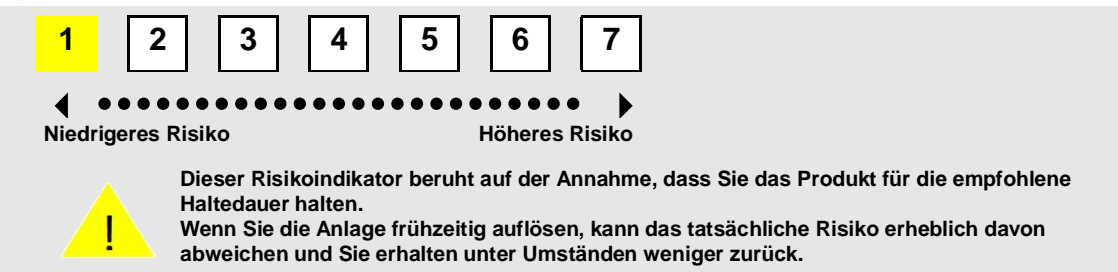 1 2 3 4 5 6 7
Niedrigeres Risiko Höheres Risiko
Dieser Risikoindikator beruht auf der Annahme, dass Sie das Produkt für die empfohlene
Haltedauer halten.
Wenn Sie die Anlage frühzeitig auflösen, kann das tatsächliche Risiko erheblich davon
abweichen und Sie erhalten unter Umständen weniger zurück.
!